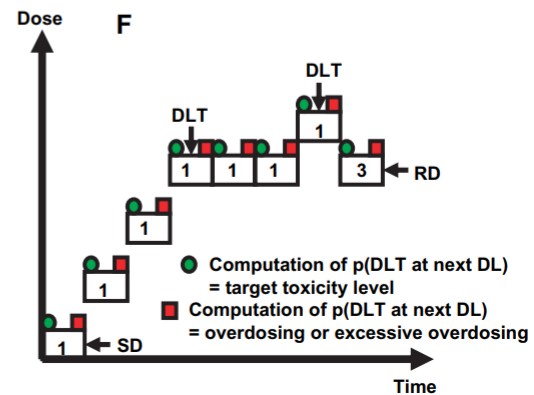 Dose
F
DLT
DLT
1
1 1 1 3
RD
1
1
Computation of p(DLT at next DL)
= target toxicity level
Computation of p(DLT at next DL)
= overdosing or excessive overdosing
1
SD
Time